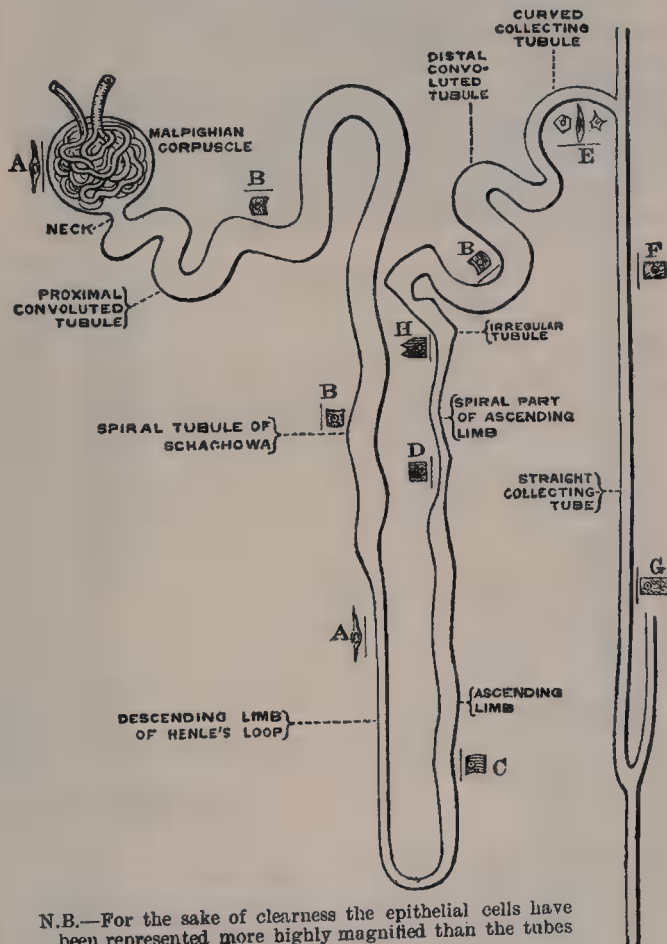 CURVED
COLLECTING
TUBULE
DISTAL
CONVO-
LUTED
TUBULE
MALPIGHIAN
CORPUSCLE
A
B
E
NECK
B
F
PROXIMAL
CONVOLUTED
TUBULE
IRREGULAR
TUBULE
H
B
SPIRAL PART
OF ASCENDING
LIMB
SPIRAL TUBULE OF
SCHACHOWA
D
STRAIGHT
COLLECTING
TUBE
G
A
ASCENDING
LIMB
DESCENDING LIMB
OF HENLE'S LOOP
C
N.B.—For the sake of clearness the epithelial cells have
been represented more highly magnified than the tubes